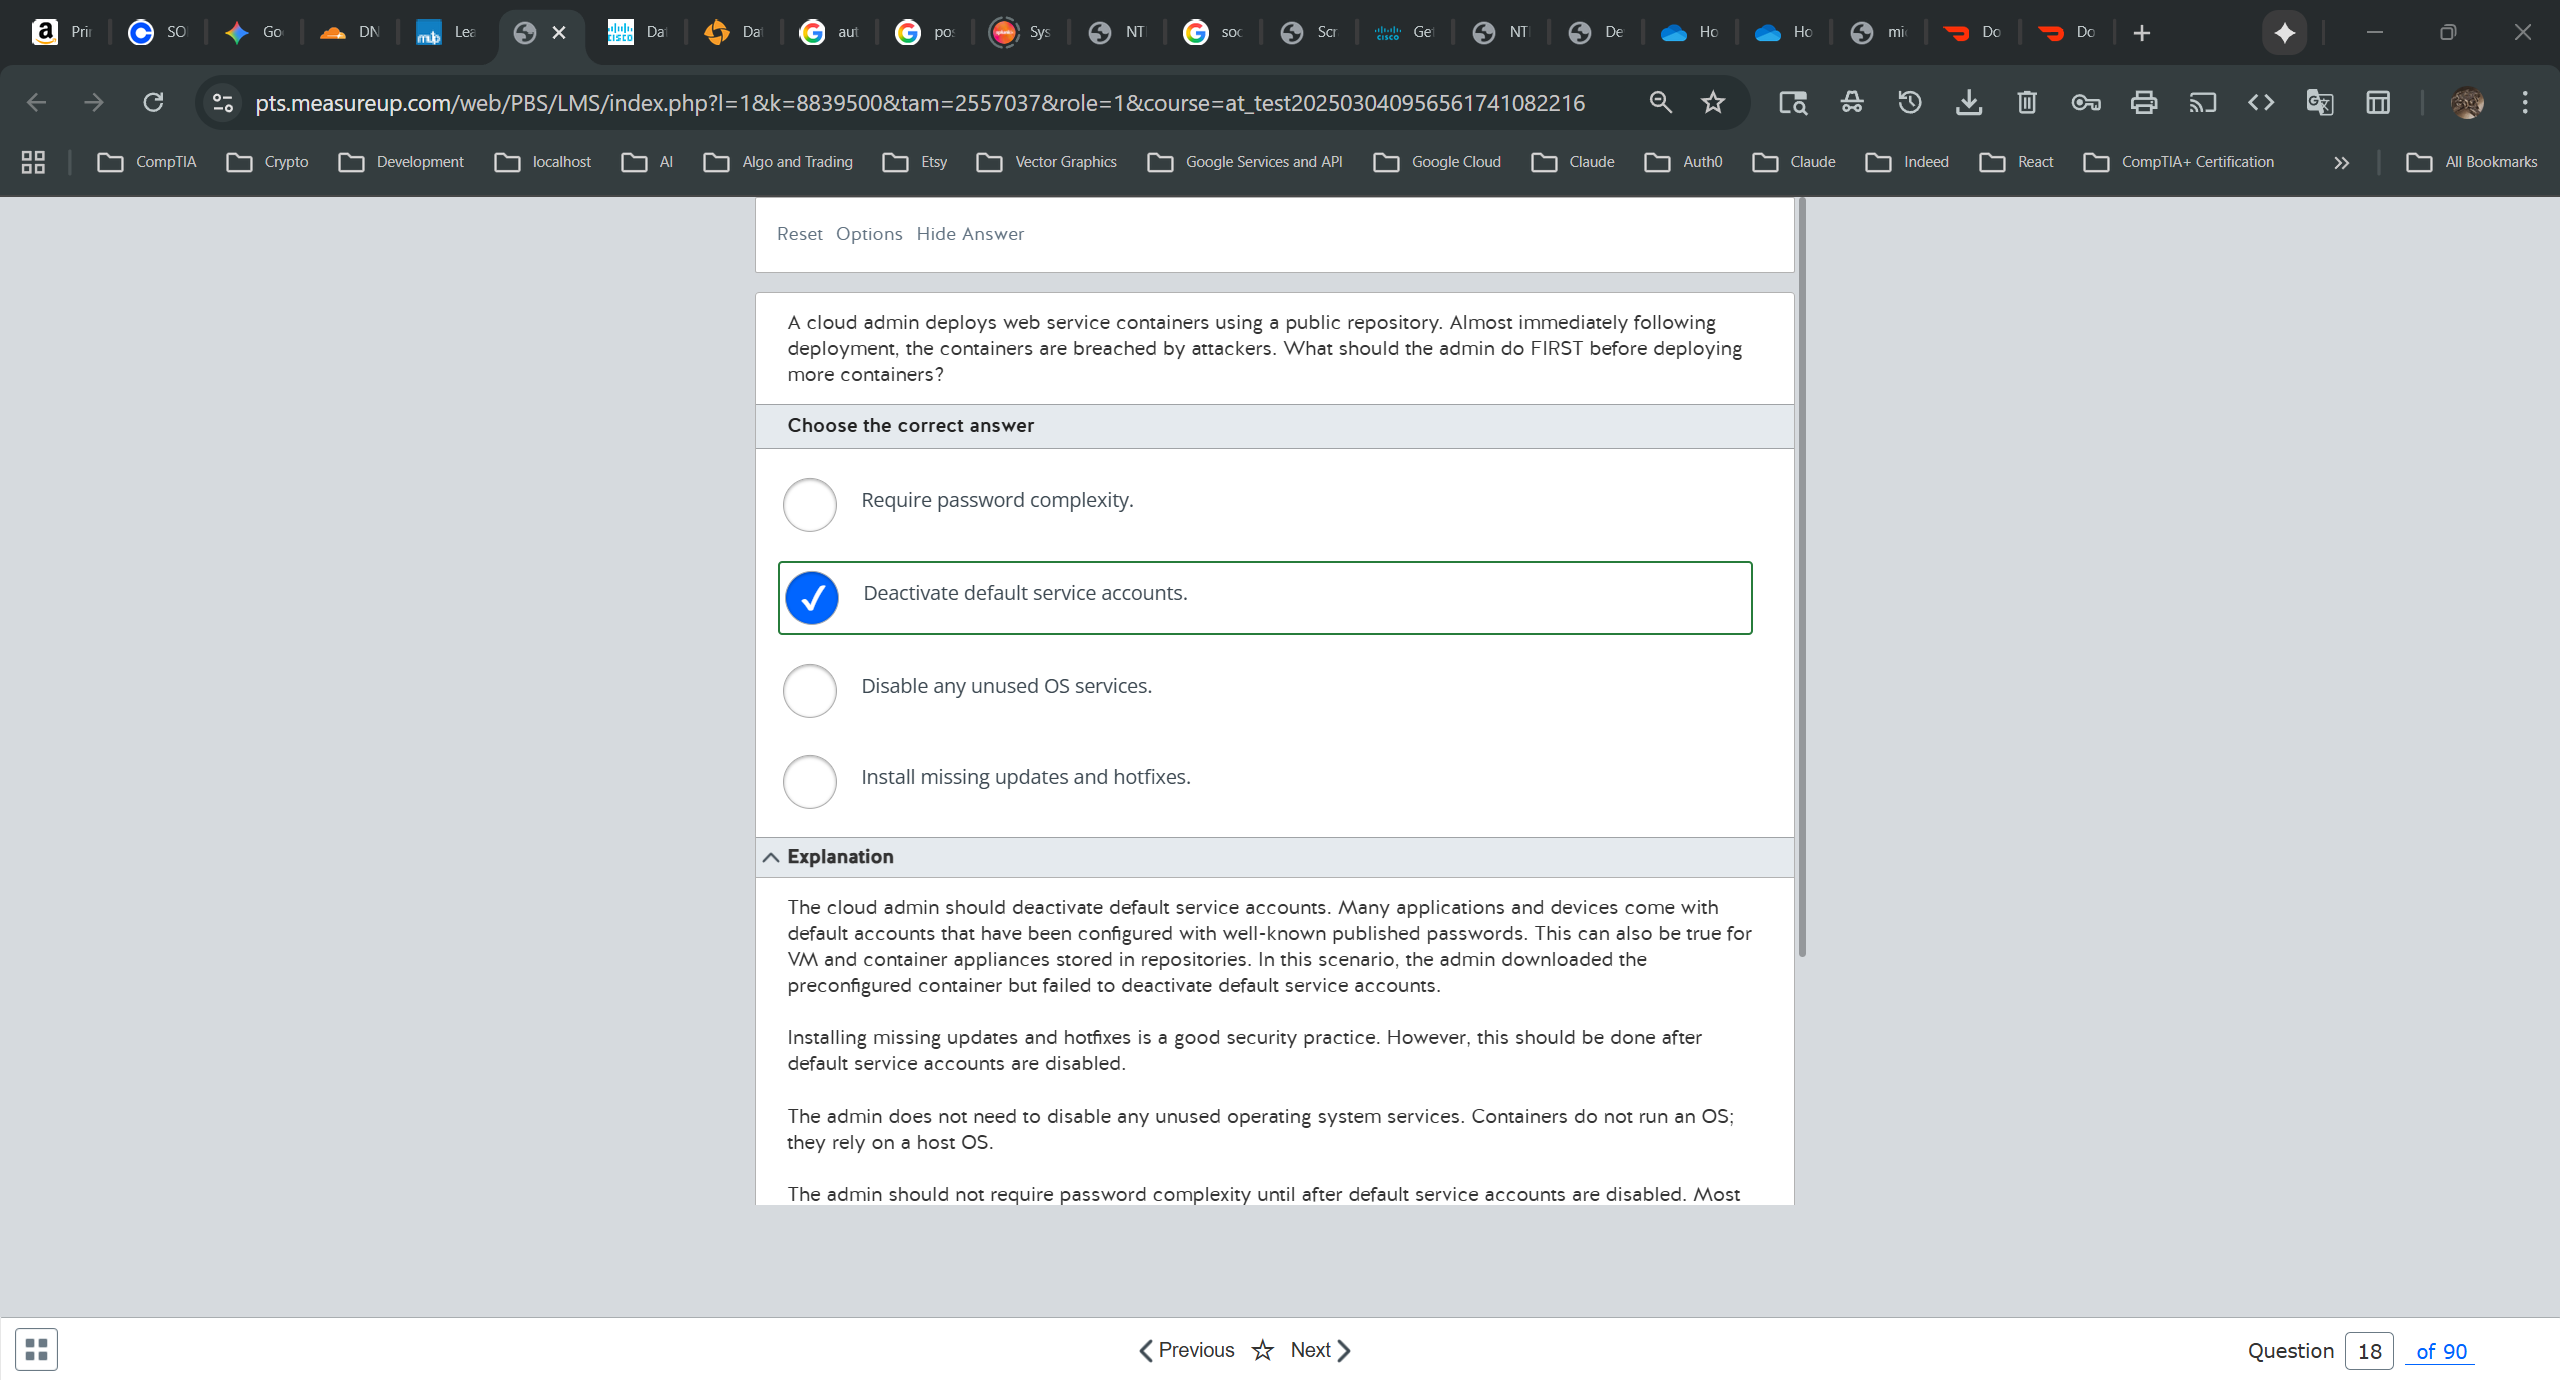 Prir
SO
Go
DN
Lea
Dat
Dat
aut
pos
Sys
NT
soc
Scr
Get
NT
De
Ho
Ho
mi
Do
Do
pts.measureup.com/web/PBS/LMS/index.php?l=1&k=8839500&tam=2557037&role=1&course=at_test202503040956561741082216
CompTIA
Crypto
Development
localhost
AI
Algo and Trading
Etsy
Vector Graphics
Google Services and API
Google Cloud
Claude
Auth0
Claude
Indeed
React
CompTIA+ Certification
All Bookmarks
Reset Options Hide Answer
A cloud admin deploys web service containers using a public repository. Almost immediately following
deployment, the containers are breached by attackers. What should the admin do FIRST before deploying
more containers?
Choose the correct answer
Require password complexity.
Deactivate default service accounts.
Disable any unused OS services.
Install missing updates and hotfixes.
Explanation
The cloud admin should deactivate default service accounts. Many applications and devices come with
default accounts that have been configured with well-known published passwords. This can also be true for
VM and container appliances stored in repositories. In this scenario, the admin downloaded the
preconfigured container but failed to deactivate default service accounts.
Installing missing updates and hotfixes is a good security practice. However, this should be done after
default service accounts are disabled.
The admin does not need to disable any unused operating system services. Containers do not run an OS;
they rely on a host OS.
The admin should not require password complexity until after default service accounts are disabled. Most
Previous
Next
Question 18 of 90